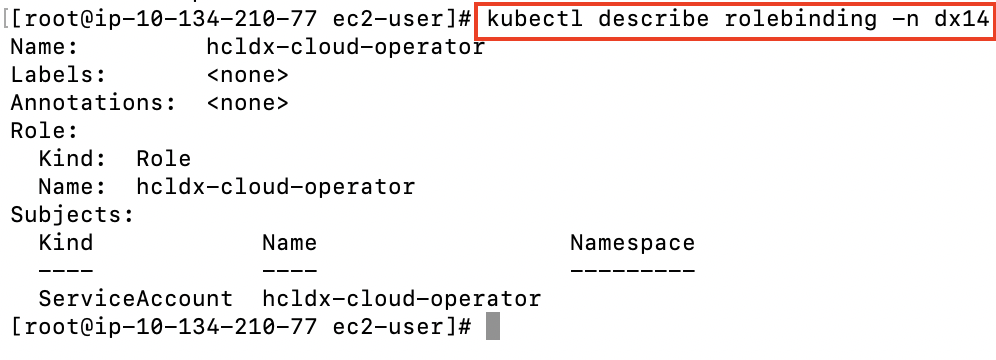 [root@ip-10-134-210-77 ec2-user]# kubectl describe rolebinding -n dx14
Name:         hcldx-cloud-operator
Labels:       <none>
Annotations:  <none>
Role:
  Kind:  Role
  Name:  hcldx-cloud-operator
Subjects:
  Kind            Name                  Namespace
  ----            ----                  ---------
  ServiceAccount  hcldx-cloud-operator
[root@ip-10-134-210-77 ec2-user]#